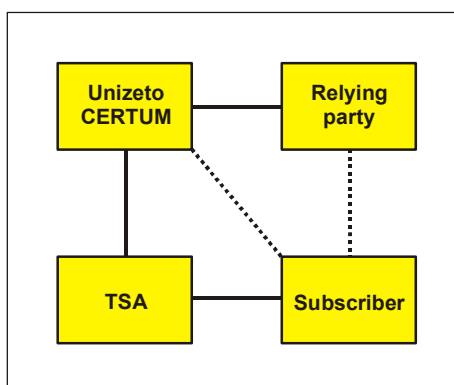 Unizeto
CERTUM
Relying
party
TSA
Subscriber